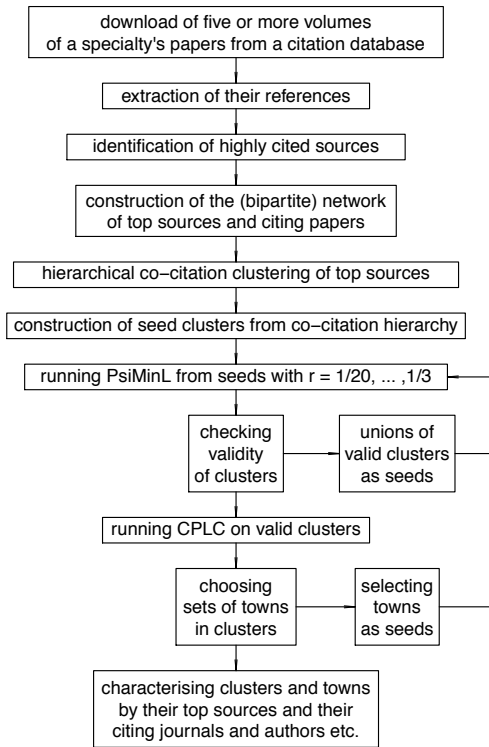 download of five or more volumes
of a specialty's papers from a citation database
extraction of their references
identification of highly cited sources
construction of the (bipartite) network
of top sources and citing papers
hierarchical co−citation clustering of top sources
construction of seed clusters from co−citation hierarchy
running PsiMinL from seeds with r = 1/20, ... ,1/3
checking
validity
of clusters
unions of
valid clusters
as seeds
running CPLC on valid clusters
choosing
sets of towns
in clusters
selecting
towns
as seeds
characterising clusters and towns
by their top sources and their
citing journals and authors etc.